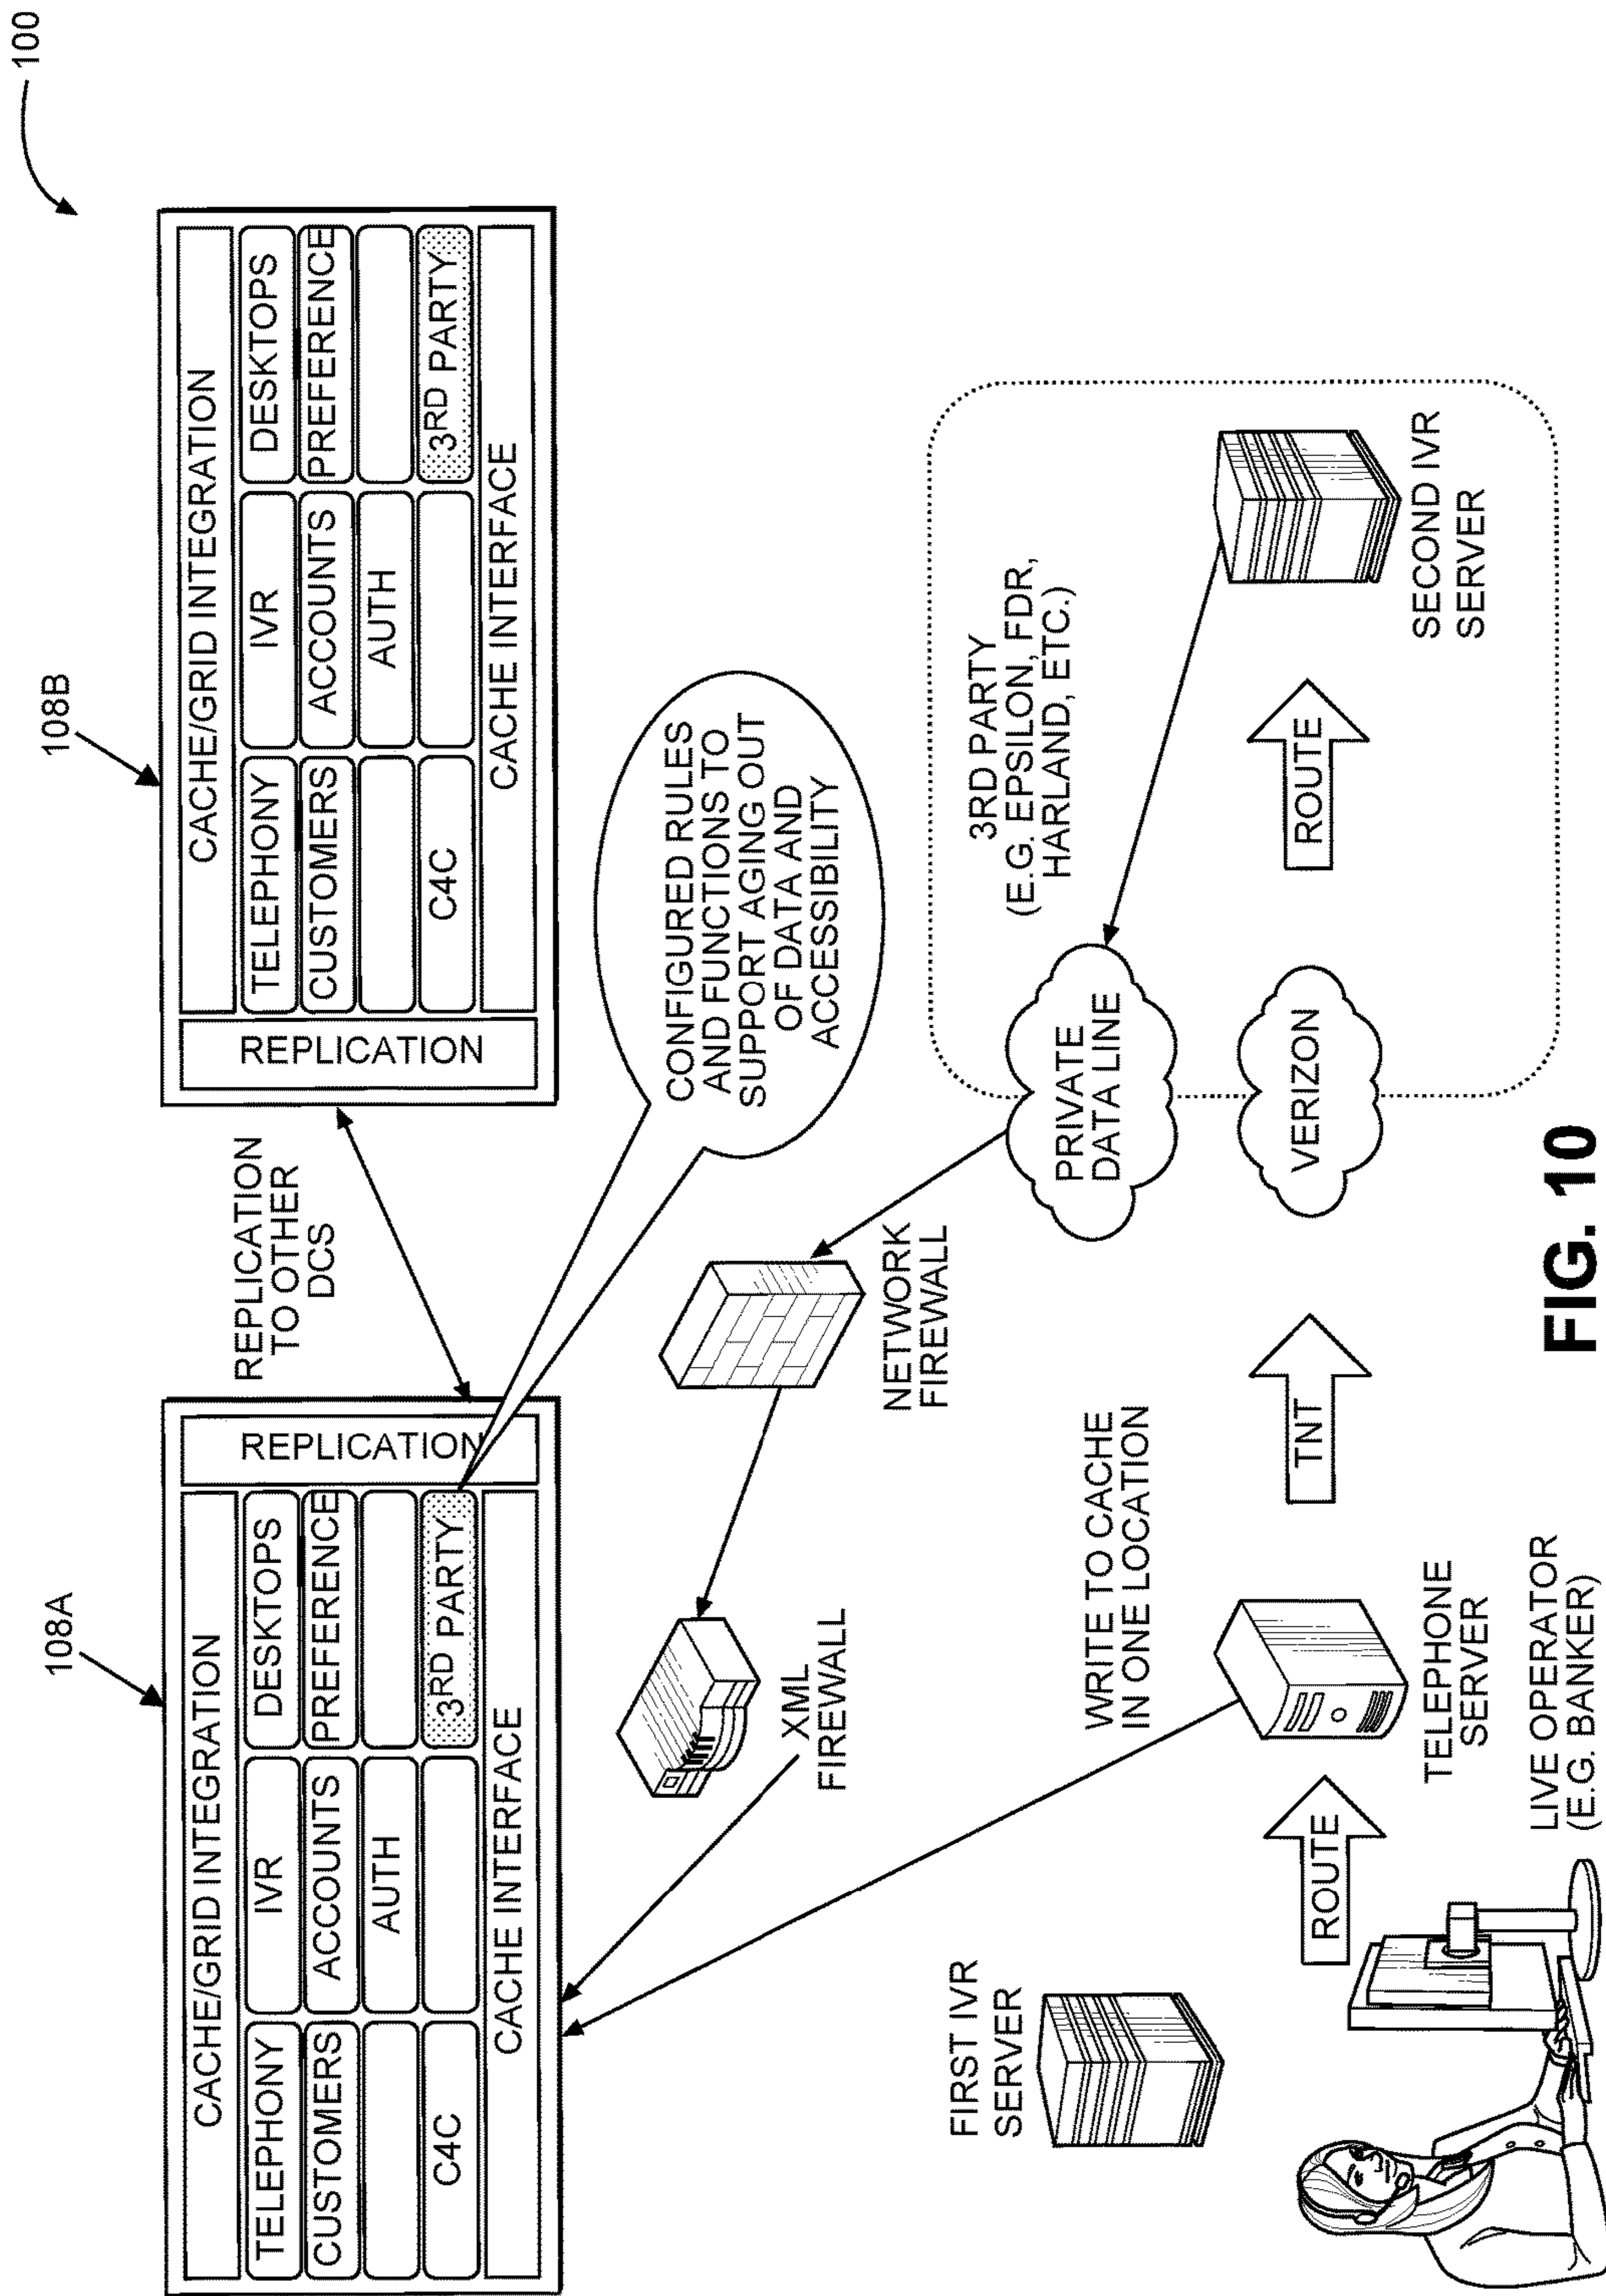 100
108A
CACHE/GRID INTEGRATION
TELEPHONY
IVR
DESKTOPS
CUSTOMERS
ACCOUNTS
PREFERENCE
AUTH
C4C
3RD PARTY
CACHE INTERFACE
REPLICATION
REPLICATION
TO OTHER
DCS
108B
REPLICATION
CACHE/GRID INTEGRATION
TELEPHONY
IVR
DESKTOPS
CUSTOMERS
ACCOUNTS
PREFERENCE
AUTH
C4C
3RD PARTY
CACHE INTERFACE
CONFIGURED RULES
AND FUNCTIONS TO
SUPPORT AGING OUT
OF DATA AND
ACCESSIBILITY
XML
FIREWALL
NETWORK
FIREWALL
3RD PARTY
(E.G. EPSILON, FDR,
HARLAND, ETC.)
PRIVATE
DATA LINE
FIRST IVR
SERVER
WRITE TO CACHE
IN ONE LOCATION
ROUTE
TNT
VERIZON
ROUTE
TELEPHONE
SERVER
SECOND IVR
SERVER
LIVE OPERATOR
(E.G. BANKER)
FIG. 10